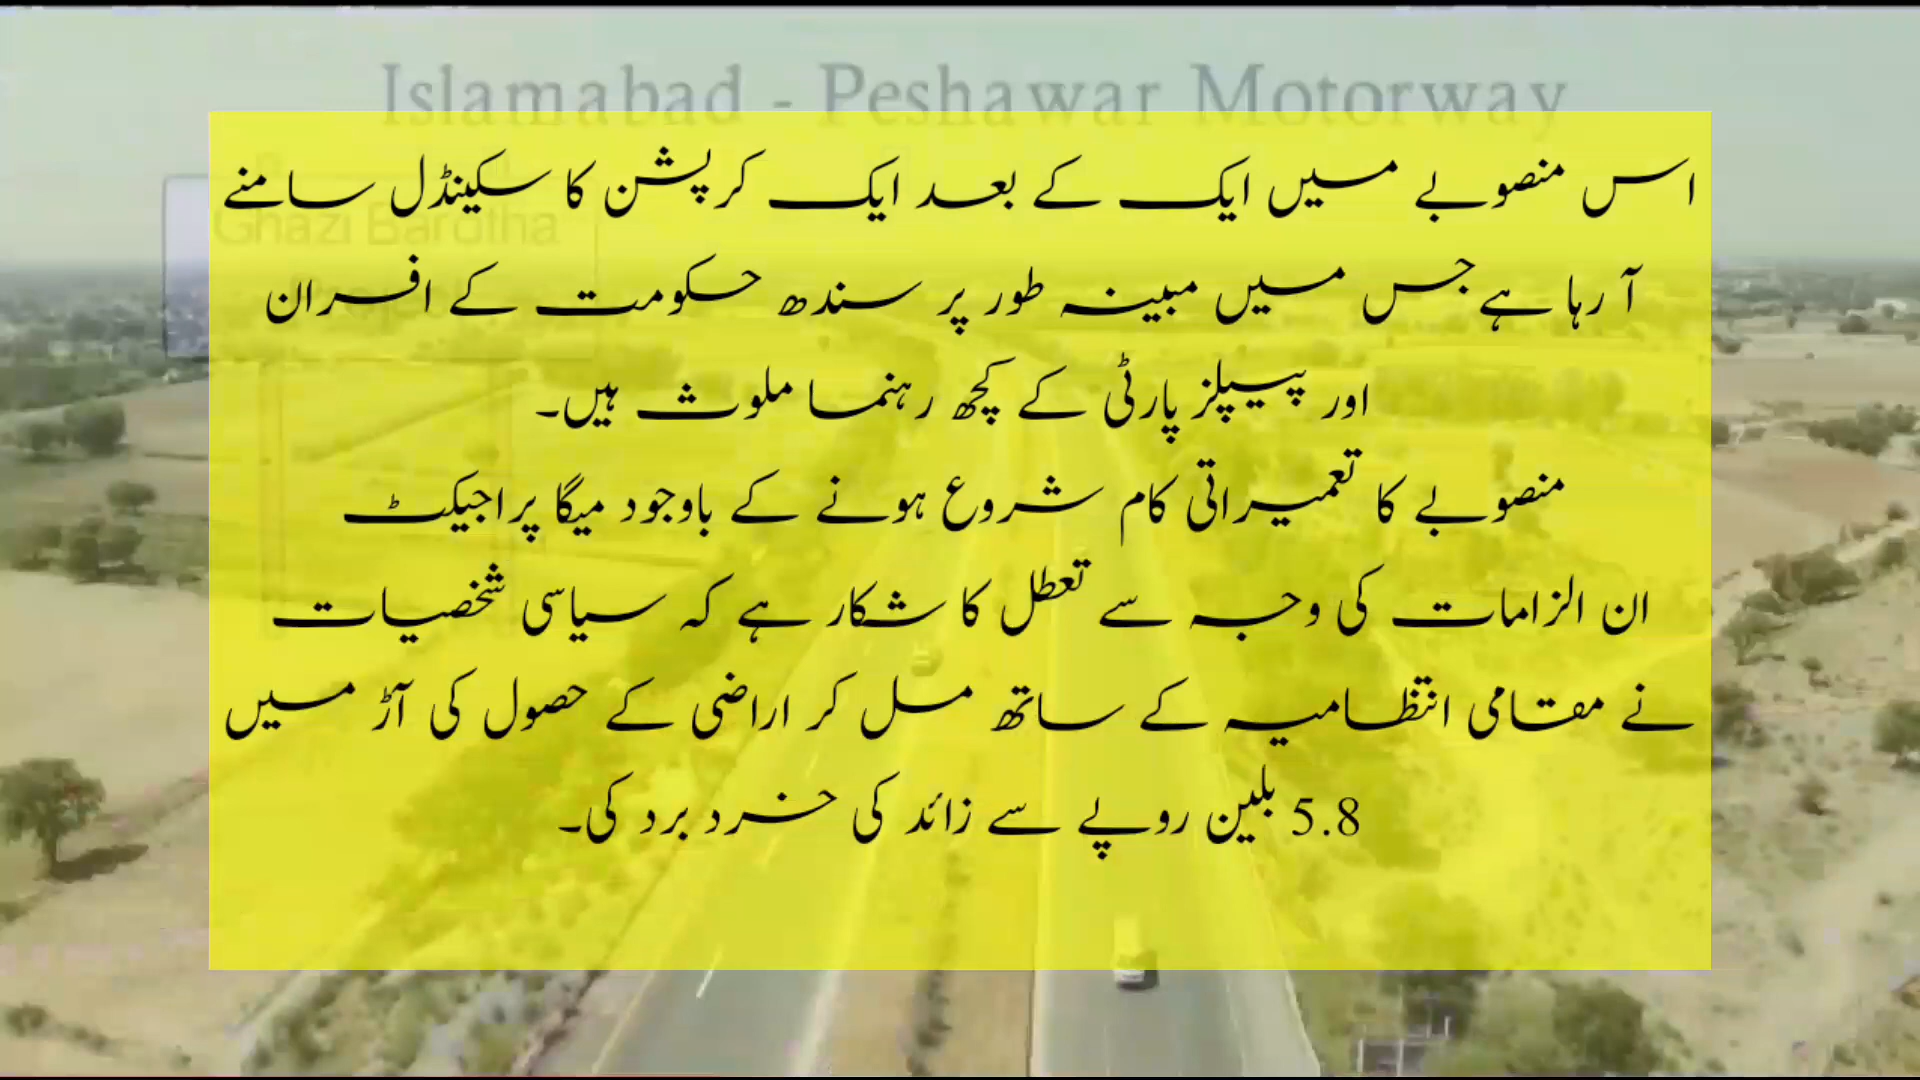 Islamabad - Peshawar Motorway
Ghazi Barotha
اس منصوبے میں ایک کے بعد ایک کرپشن کا سکینڈل سامنے
آ رہا ہے جس میں مبینہ طور پر سندھ حکومت کے افسران
اور پیپلز پارٹی کے کچھ رہنما ملوث ہیں۔
منصوبے کا تعمیراتی کام شروع ہونے کے باوجود میگا پراجیکٹ
ان الزامات کی وجہ سے تعطل کا شکار ہے کہ سیاسی شخصیات
نے مقامی انتظامیہ کے ساتھ مل کر اراضی کے حصول کی آڑ میں
5.8 بلین روپے سے زائد کی خرد برد کی۔